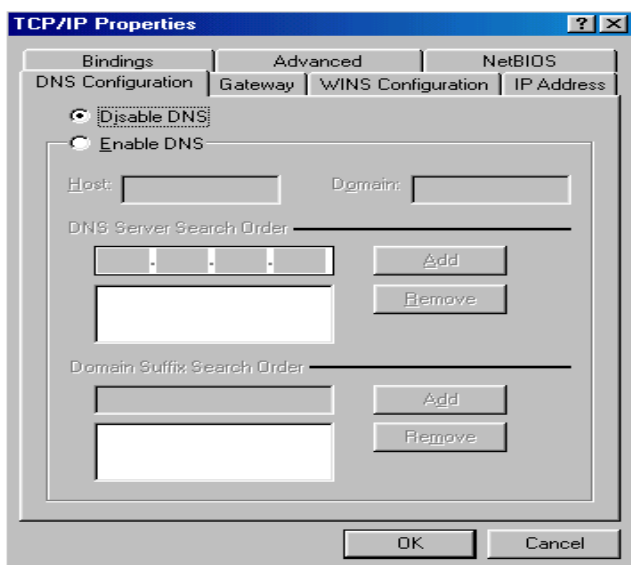 TCP/IP Properties ? X
Bindings Advanced NetBIOS
DNS Configuration Gateway WINS Configuration IP Address
Disable DNS
Enable DNS
Host: Domain:
DNS Server Search Order
. . . Add
Remove
Domain Suffix Search Order
Add
Remove
OK Cancel